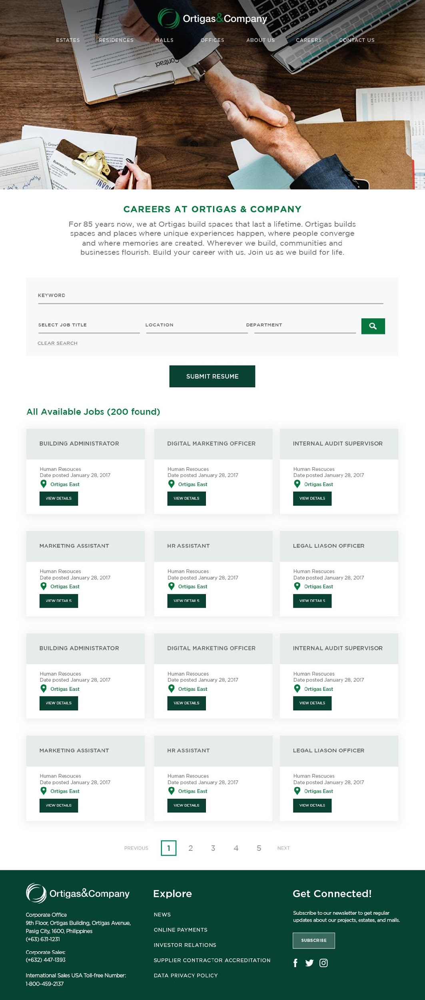 Ortigas&Company
ESTATES RESIDENCES MALLS OFFICES ABOUT US CAREERS CONTACT US
Contract
Business
Company
CAREERS AT ORTIGAS & COMPANY
For 85 years now, we at Ortigas build spaces that last a lifetime. Ortigas builds
spaces and places where unique experiences happen, where people converge
and where memories are created. Wherever we build, communities and
businesses flourish. Build your career with us. Join us as we build for life.
KEYWORD
SELECT JOB TITLE LOCATION DEPARTMENT
CLEAR SEARCH
SUBMIT RESUME
All Available Jobs (200 found)
BUILDING ADMINISTRATOR DIGITAL MARKETING OFFICER INTERNAL AUDIT SUPERVISOR
Human Resouces Human Resouces Human Rescuces
Date posted January 28, 2017 Date posted January 28, 2017 Date posted January 28, 2017
Ortigas East Ortigas East Ortigas East
VIEW DETAILS VIEW DETAILS VIEW DETAILS
MARKETING ASSISTANT HR ASSISTANT LEGAL LIASON OFFICER
Human Resouces Human Resouces Human Rescuces
Date posted January 28, 2017 Date posted January 28, 2017 Date posted January 28, 2017
Ortigas East Ortigas East Ortigas East
VIEW DETAILS VIEW DETAILS VIEW DETAILS
BUILDING ADMINISTRATOR DIGITAL MARKETING OFFICER INTERNAL AUDIT SUPERVISOR
Human Resouces Human Resouces Human Rescuces
Date posted January 28, 2017 Date posted January 28, 2017 Date posted January 28, 2017
Ortigas East Ortigas East Ortigas East
VIEW DETAILS VIEW DETAILS VIEW DETAILS
MARKETING ASSISTANT HR ASSISTANT LEGAL LIASON OFFICER
Human Resouces Human Resouces Human Rescuces
Date posted January 28, 2017 Date posted January 28, 2017 Date posted January 28, 2017
Ortigas East Ortigas East Ortigas East
VIEW DETAILS VIEW DETAILS VIEW DETAILS
PREVIOUS 1 2 3 4 5 NEXT
Ortigas&Company
Corporate Office
9th Floor, Ortigas Building, Ortigas Avenue,
Pasig City, 1600, Philippines
(+63) 631-1231
Corporate Sales:
(+632) 447-1393
International Sales USA Toll-free Number:
1-800-459-2137
Explore
NEWS
ONLINE PAYMENTS
INVESTOR RELATIONS
SUPPLIER CONTRACTOR ACCREDITATION
DATA PRIVACY POLICY
Get Connected!
Subscribe to our newsletter to get regular
updates about our projects, estates, and malls.
SUBSCRIBE